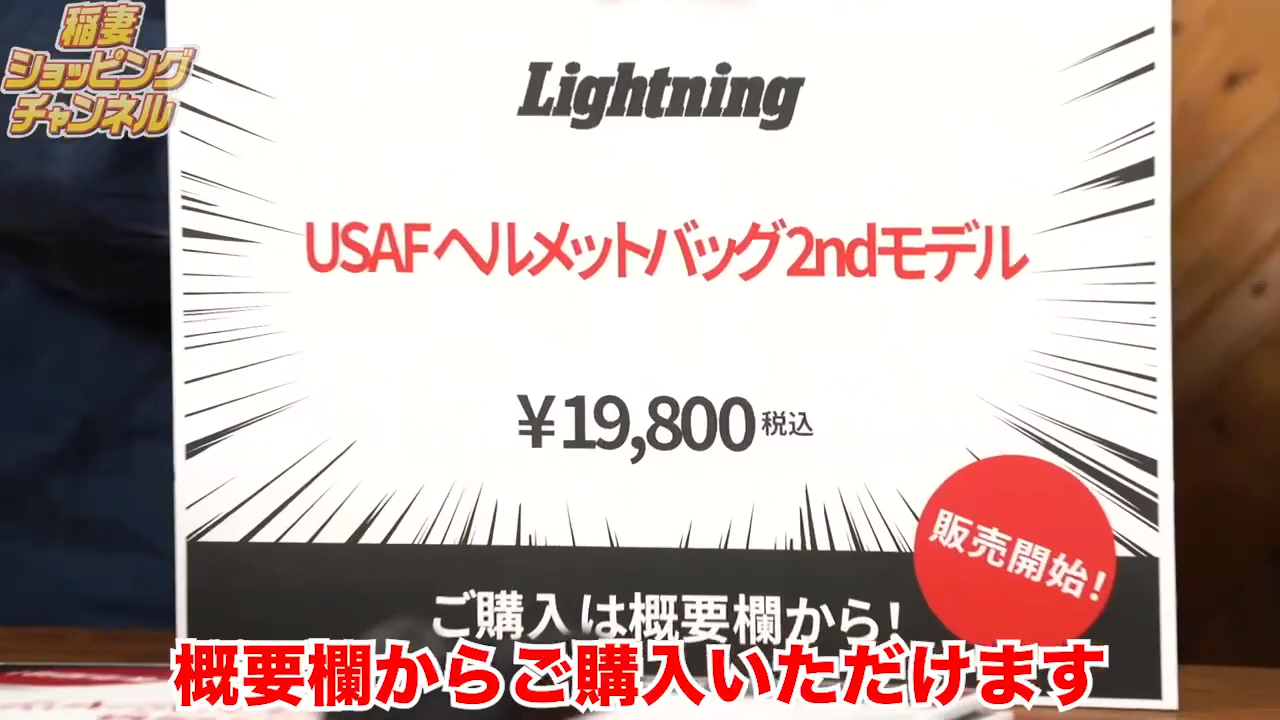 稲妻
ショッピング
チャンネル
Lightning
USAFヘルメットバッグ2ndモデル
¥19,800税込
販売開始!
ご購入は概要欄から!
概要欄からご購入いただけます